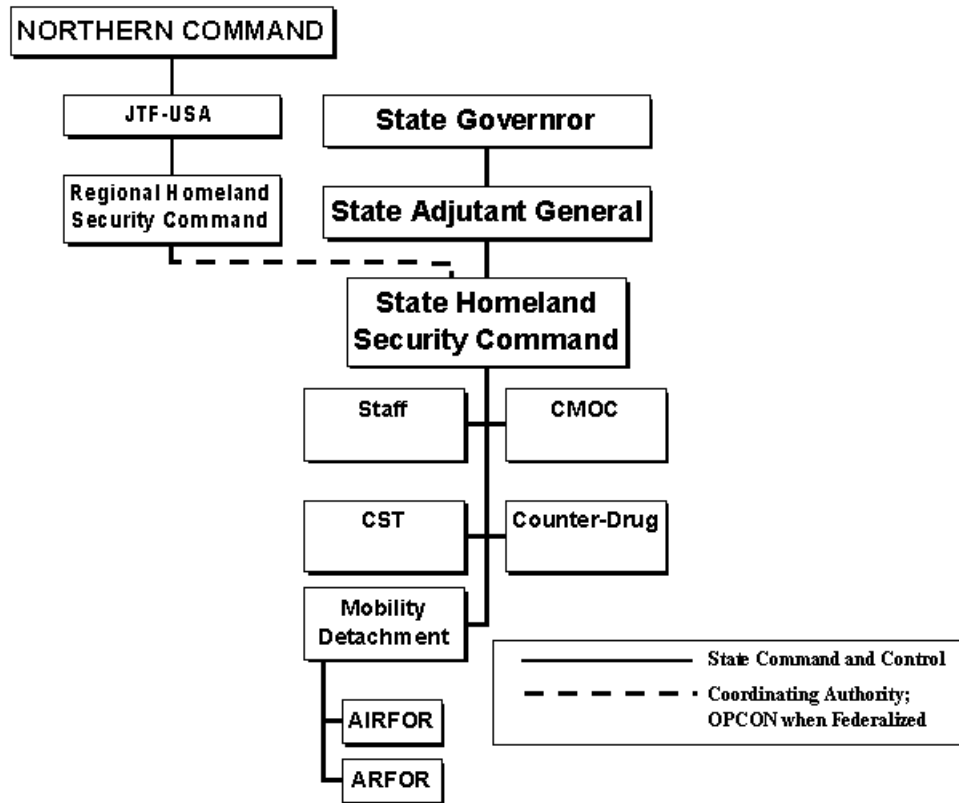 NORTHERN COMMAND
JTF-USA
Regional Homeland
Security Command
State Governror
State Adjutant General
State Homeland
Security Command
Staff
CMOC
CST
Counter-Drug
Mobility
Detachment
AIRFOR
ARFOR
State Command and Control
Coordinating Authority;
OPCON when Federalized